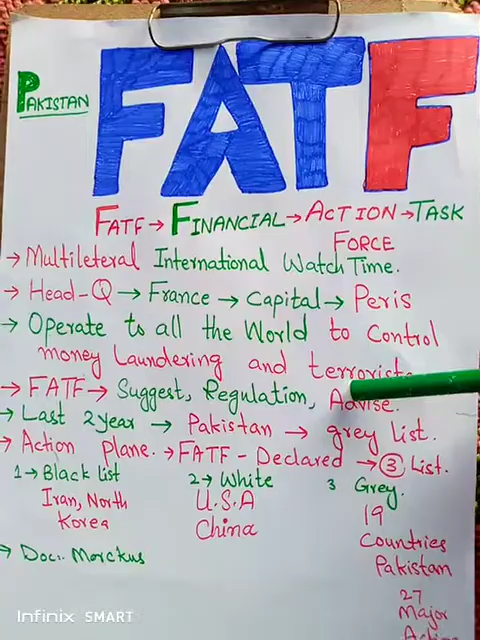 FATF
PAKISTAN
FATF → FINANCIAL → ACTION → TASK
FORCE
→ Multileteral International Watch Time.
→ Head-Q → France → Capital → Peris
→ Operate to all the World to Control
money Laundering and terrorist
→ FATF → Suggest, Regulation, Advise.
→ Last 2 year → Pakistan → grey List.
→ Action plane. → FATF - Declared → 3 List.
1 → Black list
Iran, North
Korea
2 → White
U.S.A
China
3 Grey.
19
Countries
Pakistam
27
Major
→ Doc:. Morckus
Infinix SMART